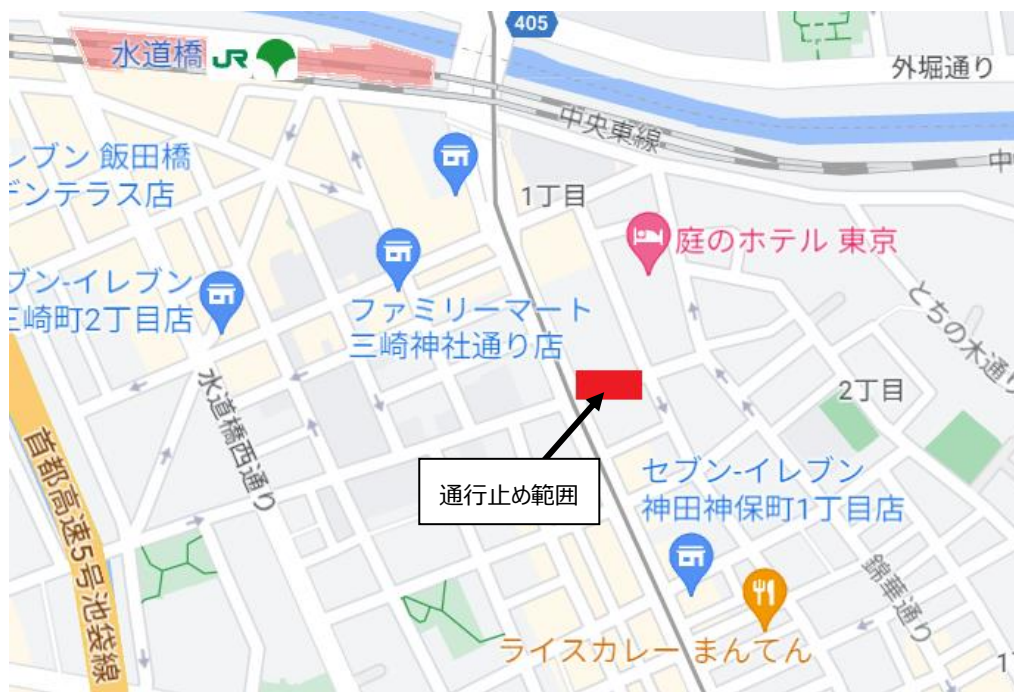 405
水道橋 JR
外堀通り
中央東線
中
レブン 飯田橋
デンテラス店
1丁目
庭のホテル 東京
ブン-イレブン
三崎町2丁目店
ファミリーマート
三崎神社通り店
とちの木通り
2丁目
水道橋西通り
首都高速5号池袋線
通行止め範囲
セブン-イレブン
神田神保町1丁目店
錦華通り
ライスカレー まんてん
1